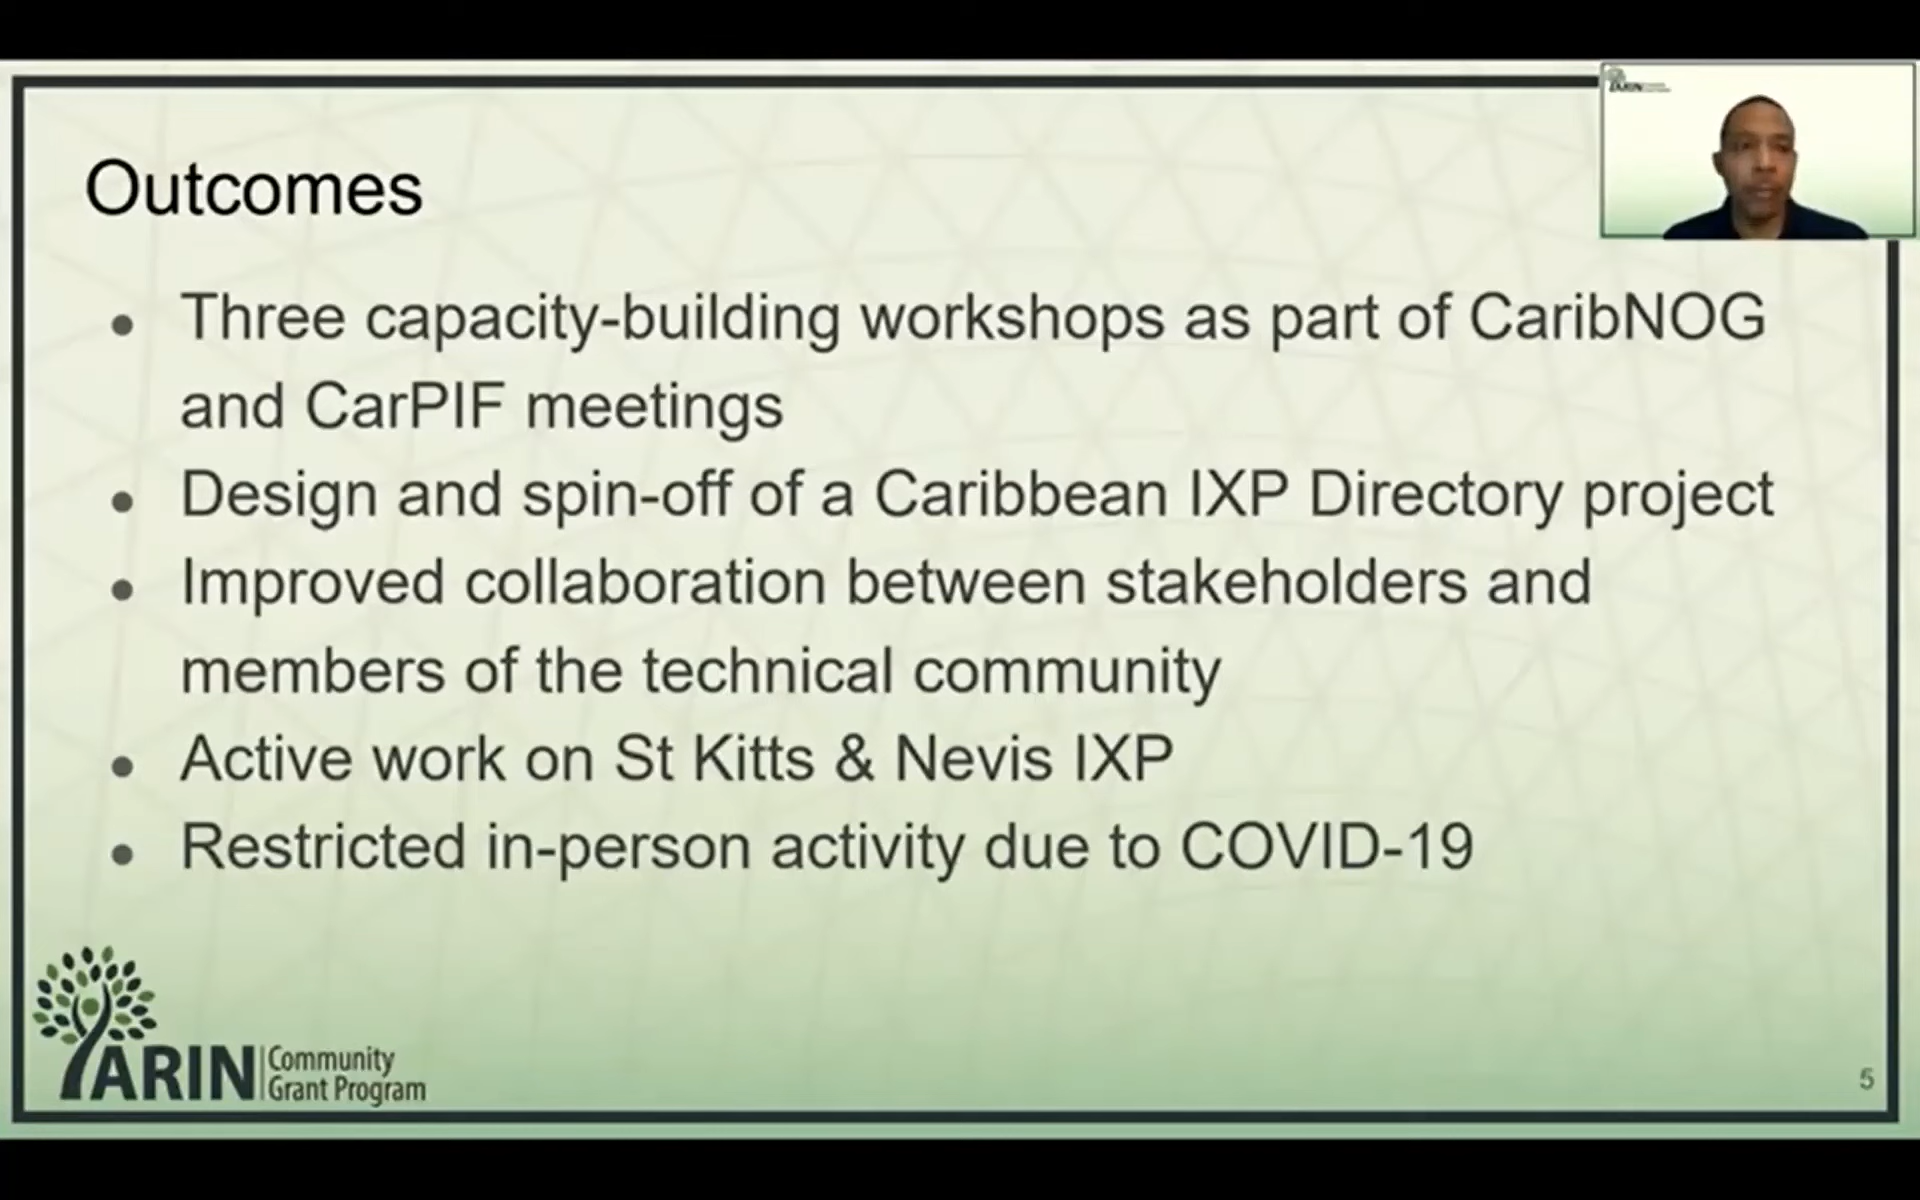 Outcomes
Three capacity-building workshops as part of CaribNOG
and CarPIF meetings
Design and spin-off of a Caribbean IXP Directory project
Improved collaboration between stakeholders and
members of the technical community
Active work on St Kitts & Nevis IXP
Restricted in-person activity due to COVID-19
ARIN Community
Grant Program
5
ARIN